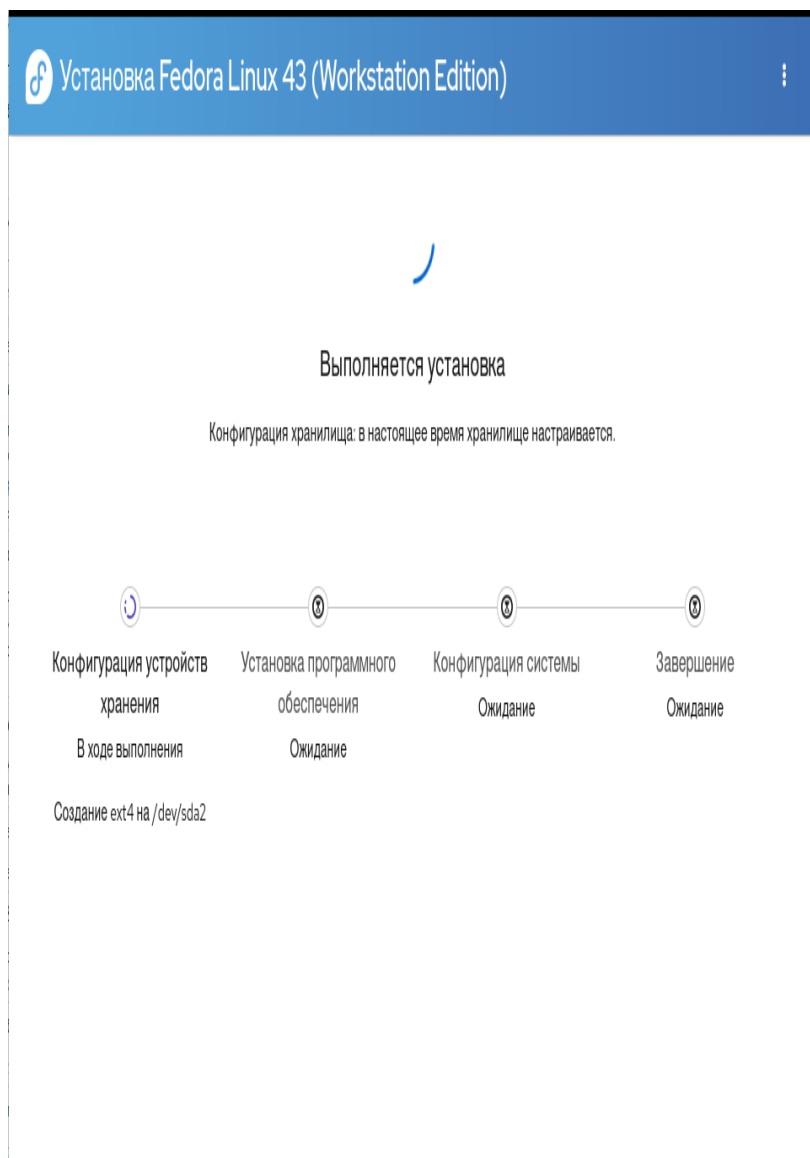 Установка Fedora Linux 43 (Workstation Edition)
Выполняется установка
Конфигурация хранилища: в настоящее время хранилище настраивается.
Конфигурация устройств
хранения
В ходе выполнения
Создание ext4 на /dev/sda2
Установка программного
обеспечения
Ожидание
Конфигурация системы
Ожидание
Завершение
Ожидание